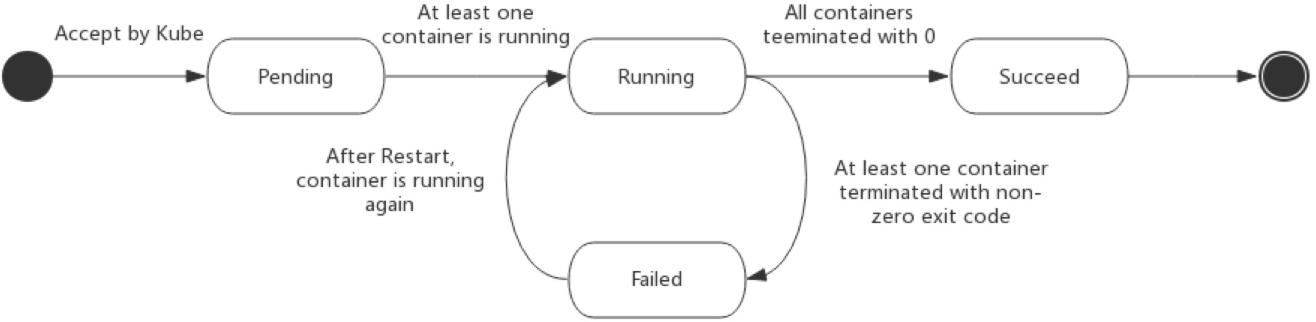 Accept by Kube
Pending
At least one
container is running
Running
All containers
teeminated with 0
Succeed
After Restart,
container is running
again
At least one container
terminated with non-
zero exit code
Failed